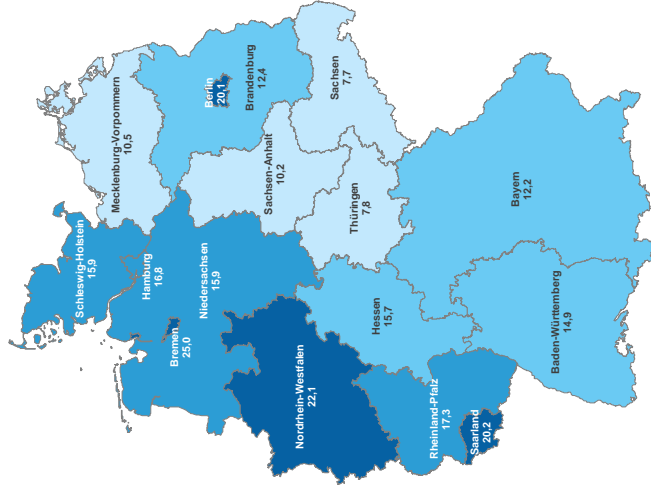 Schleswig-Holstein
15,9
Mecklenburg-Vorpommern
10,5
Hamburg
16,8
Bremen
25,0
Niedersachsen
15,9
Berlin
20,1
Brandenburg
12,4
Sachsen-Anhalt
10,2
Nordrhein-Westfalen
22,1
Hessen
15,7
Thüringen
7,8
Sachsen
7,7
Rheinland-Pfalz
17,3
Saarland
20,2
Baden-Württemberg
14,9
Bayern
12,2